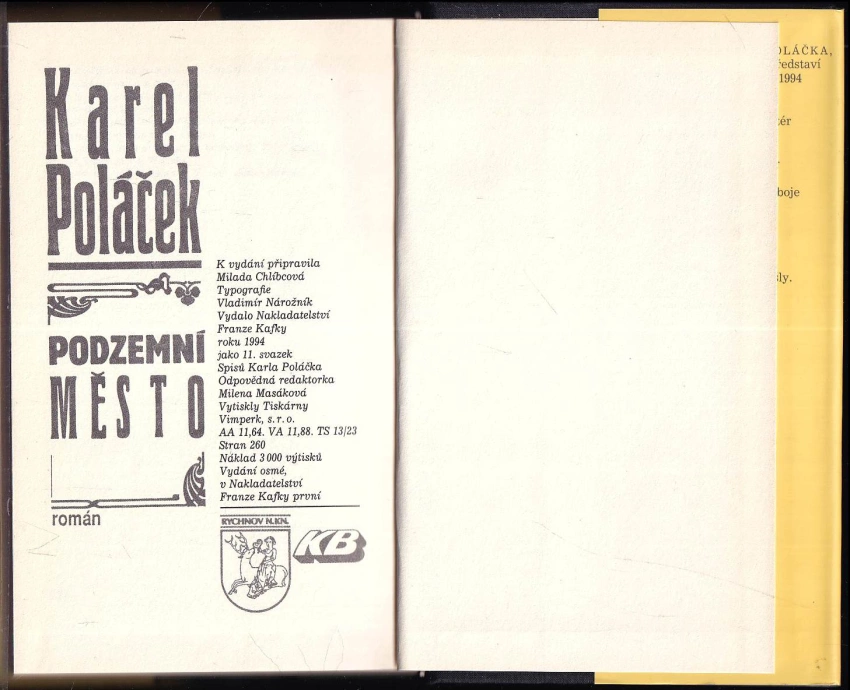 Karel
Poláček
PODZEMNÍ
MĚSTO
román
K vydání připravila
Milada Chlíbcová
Typografie
Vladimír Nárožník
Vydalo Nakladatelství
Franze Kafky
roku 1994
jako 11. svazek
Spisů Karla Poláčka
Odpovědná redaktorka
Milena Masáková
Vytiskly Tiskárny
Vimperk, s. r. o.
AA 11,64. VA 11,88. TS 13/23
Stran 260
Náklad 3 000 výtisků
Vydání osmé,
v Nakladatelství
Franze Kafky první
RYCHNOV N.KN.
KB
OLÁČKA,
ředstaví
1994
ér
boje
ly.